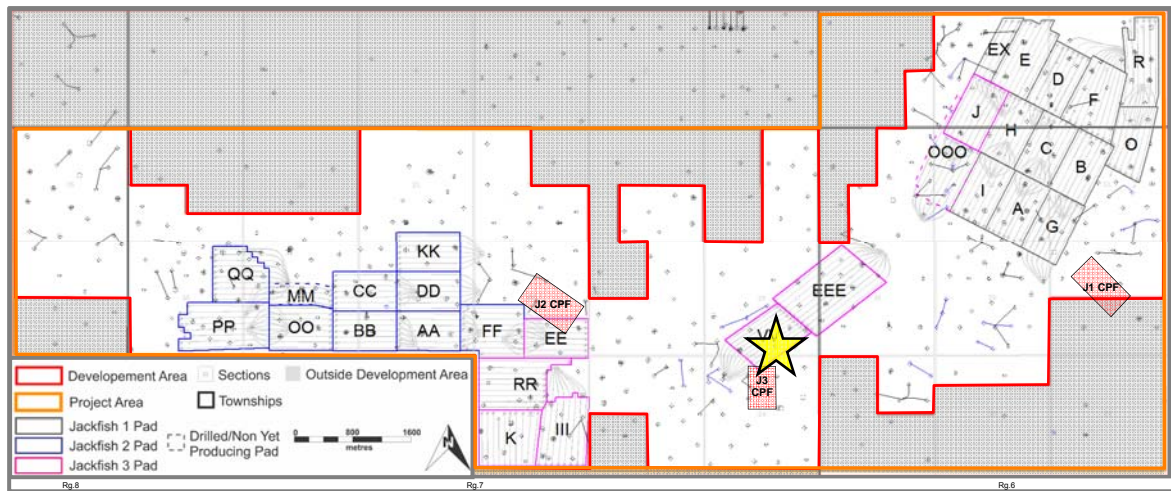 EX
E
R
D
F
J
H
O
C
OOO
B
I
A
G
KK
QQ
EEE
CC
DD
J1 CPF
MM
J2 CPF
PP
OO
BB
AA
FF
EE
RR
J3
CPF
K
III
Developement Area
Sections
Outside Development Area
Project Area
Townships
Jackfish 1 Pad
Jackfish 2 Pad
Drilled/Non Yet
Producing Pad
Jackfish 3 Pad
0 800 1600
metres
N
Rg.8
Rg.7
Rg.6